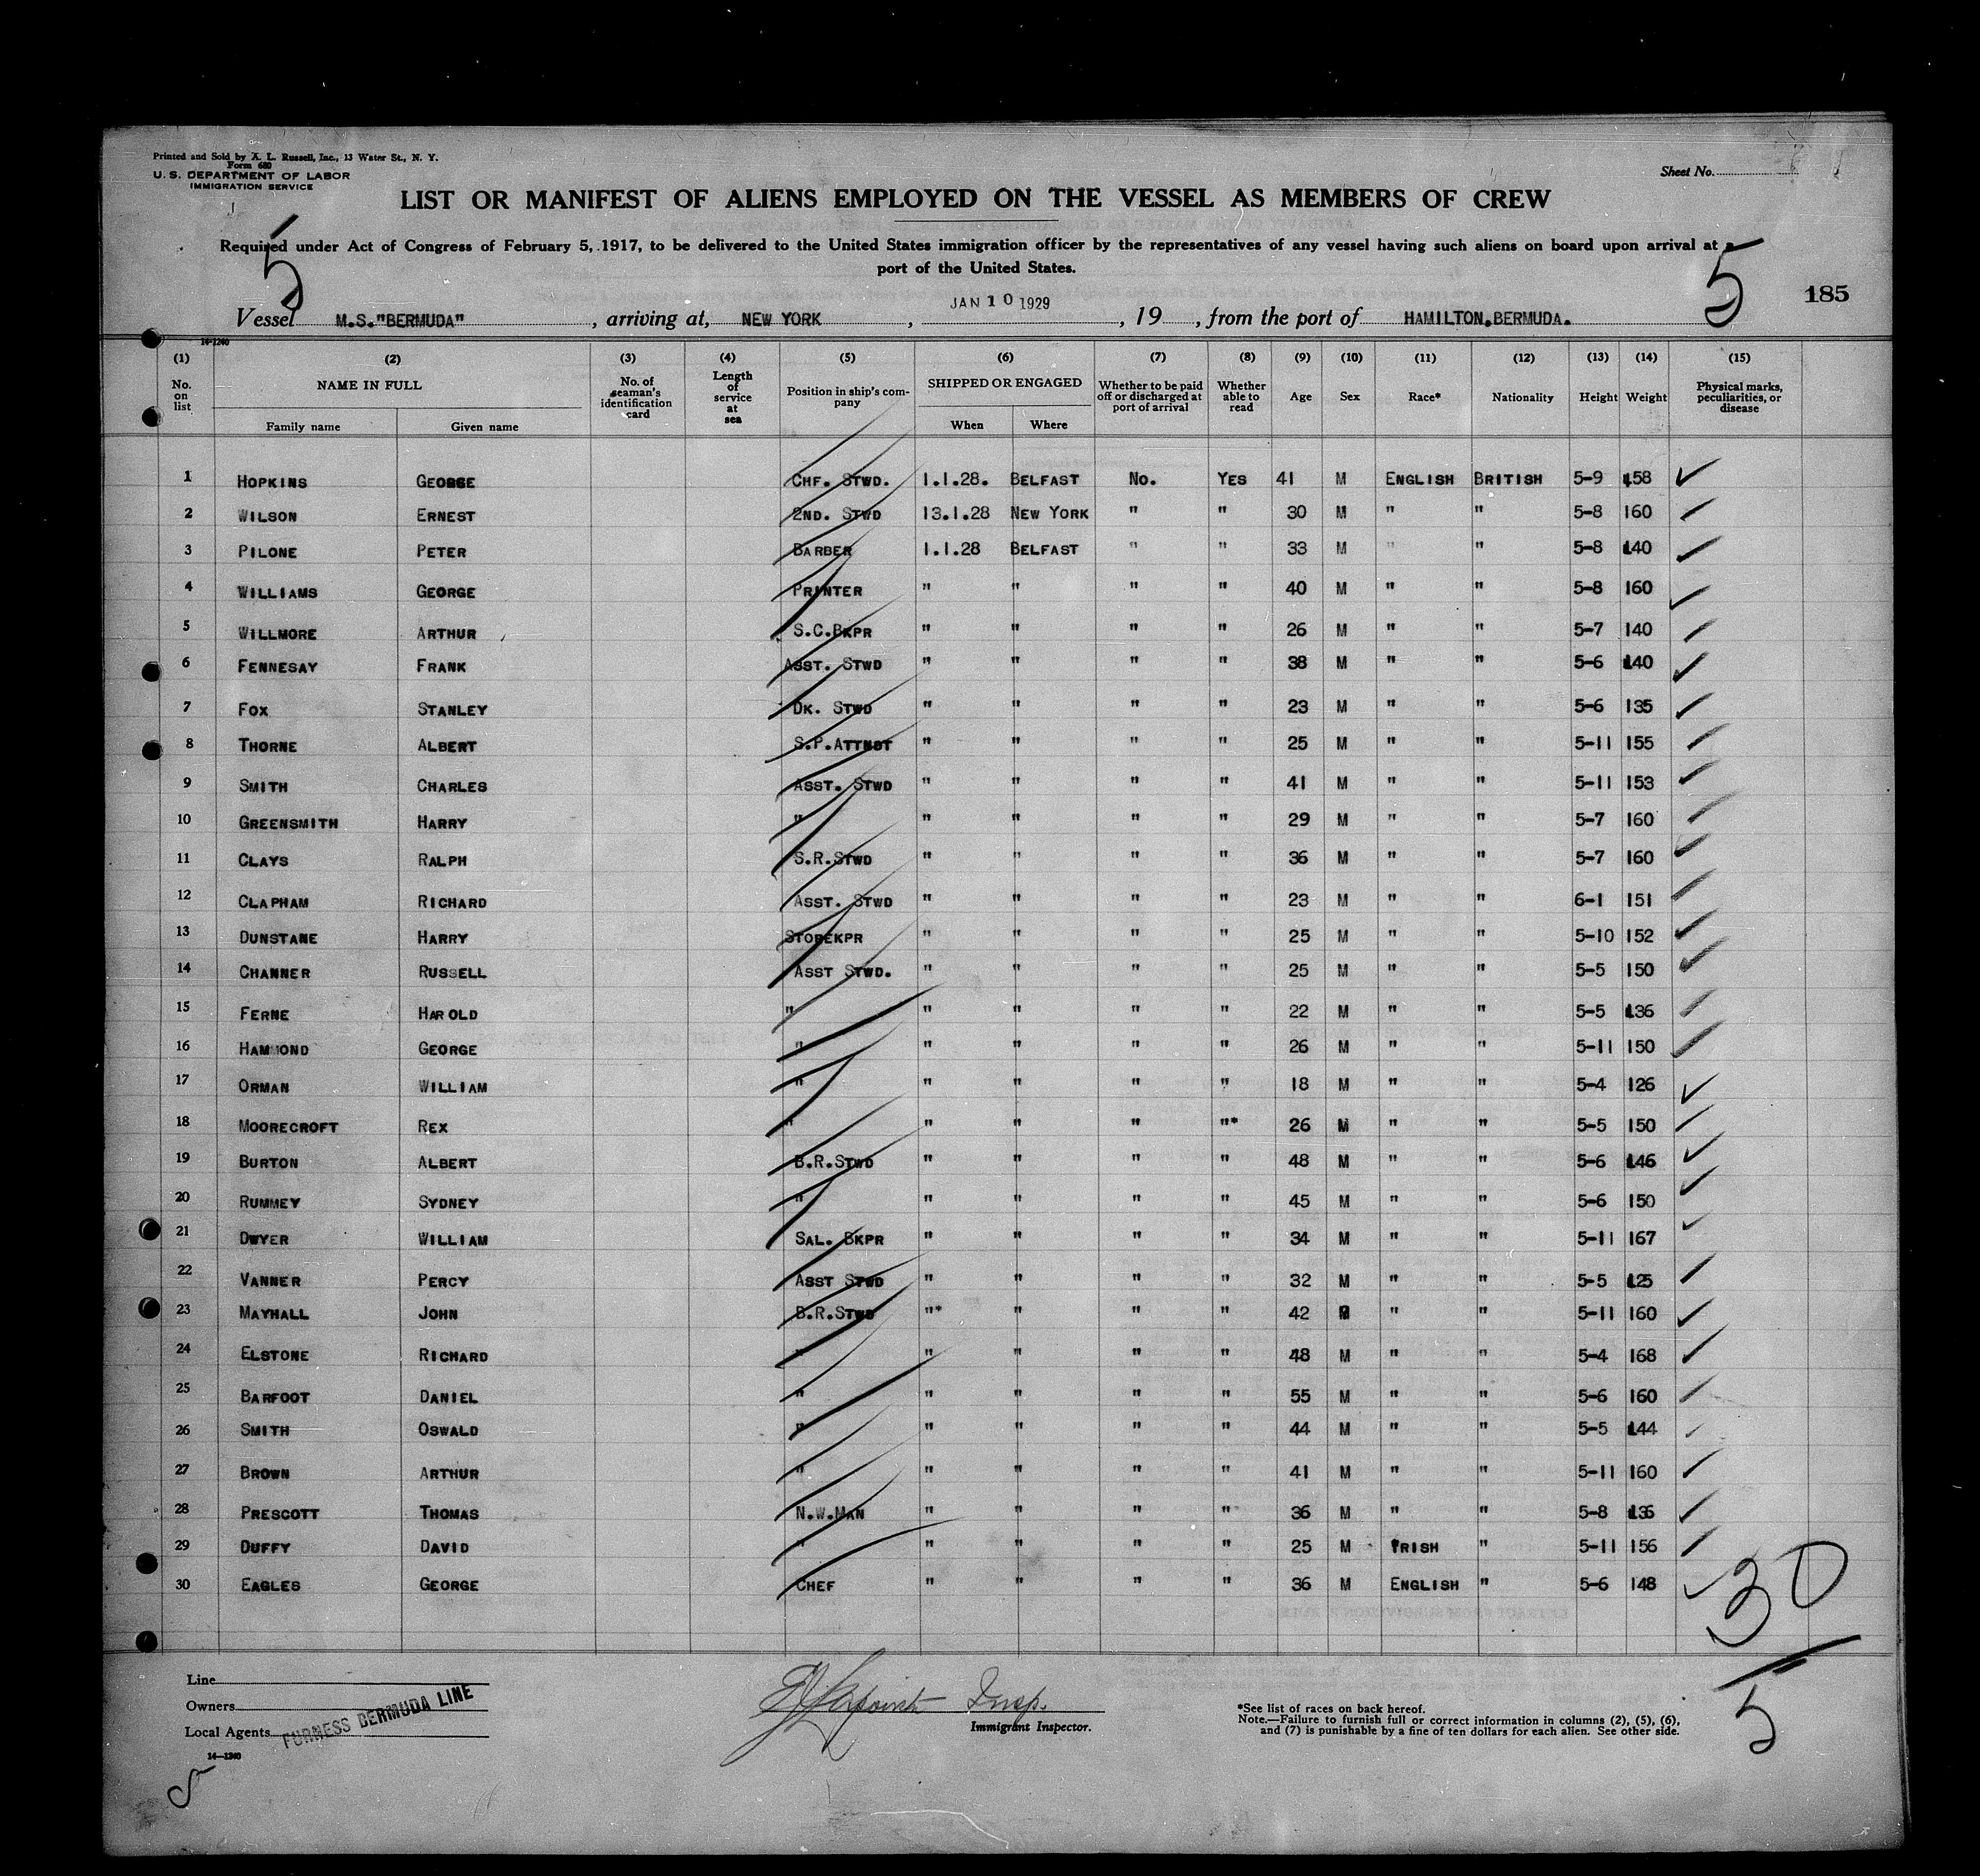 Printed and Sold by A. L. Russell, Inc., 13 Water St., N. Y.
Form 680
U. S. DEPARTMENT OF LABOR
IMMIGRATION SERVICE
Sheet No.
LIST OR MANIFEST OF ALIENS EMPLOYED ON THE VESSEL AS MEMBERS OF CREW
Required under Act of Congress of February 5, 1917, to be delivered to the United States immigration officer by the representatives of any vessel having such aliens on board upon arrival at a
port of the United States.
5 5 185
Vessel M.S."BERMUDA", arriving at, NEW YORK, JAN 10 1929, 19, from the port of HAMILTON.BERMUDA.
14-1240
(1) (2) (3) (4) (5) (6) (7) (8) (9) (10) (11) (12) (13) (14) (15)
No. on list NAME IN FULL No. of seaman's identification card Length of service at sea Position in ship's company SHIPPED OR ENGAGED Whether to be paid off or discharged at port of arrival Whether able to read Age Sex Race* Nationality Height Weight Physical marks, peculiarities, or disease
Family name Given name When Where
1 HOPKINS GEORGE CHF. STWD. 1.1.28. BELFAST No. YES 41 M ENGLISH BRITISH 5-9 158
2 WILSON ERNEST 2ND. STWD 13.1.28 NEW YORK " " 30 M " " 5-8 160
3 PILONE PETER BARBER 1.1.28 BELFAST " " 33 M " " 5-8 140
4 WILLIAMS GEORGE PRINTER " " " " 40 M " " 5-8 160
5 WILLMORE ARTHUR S.C.BKPR " " " " 26 M " " 5-7 140
6 FENNESAY FRANK ASST. STWD " " " " 38 M " " 5-6 140
7 FOX STANLEY DK. STWD " " " " 23 M " " 5-6 135
8 THORNE ALBERT S.P.ATTNDT " " " " 25 M " " 5-11 155
9 SMITH CHARLES ASST. STWD " " " " 41 M " " 5-11 153
10 GREENSMITH HARRY " " " " " 29 M " " 5-7 160
11 CLAYS RALPH S.R.STWD " " " " 36 M " " 5-7 160
12 CLAPHAM RICHARD ASST. STWD " " " " 23 M " " 6-1 151
13 DUNSTANE HARRY STOREKPR " " " " 25 M " " 5-10 152
14 CHANNER RUSSELL ASST STWD. " " " " 25 M " " 5-5 150
15 FERNE HAROLD " " " " " 22 M " " 5-5 136
16 HAMMOND GEORGE " " " " " 26 M " " 5-11 150
17 ORMAN WILLIAM " " " " " 18 M " " 5-4 126
18 MOORECROFT REX " " " " "* 26 M " " 5-5 150
19 BURTON ALBERT B.R.STWD " " " " 48 M " " 5-6 146
20 RUMMEY SYDNEY " " " " " 45 M " " 5-6 150
21 DWYER WILLIAM SAL. BKPR " " " " 34 M " " 5-11 167
22 VANNER PERCY ASST STWD " " " " 32 M " " 5-5 125
23 MAYHALL JOHN B.R.STWD "* " " " 42 M " " 5-11 160
24 ELSTONE RICHARD " " " " " 48 M " " 5-4 168
25 BARFOOT DANIEL " " " " " 55 M " " 5-6 160
26 SMITH OSWALD " " " " " 44 M " " 5-5 144
27 BROWN ARTHUR " " " " " 41 M " " 5-11 160
28 PRESCOTT THOMAS N.W.MAN " " " " 36 M " " 5-8 136
29 DUFFY DAVID " " " " " 25 M IRISH " 5-11 156
30 EAGLES GEORGE CHEF " " " " 36 M ENGLISH " 5-6 148
30
5
Line
Owners
Local Agents
FURNESS BERMUDA LINE
14-1240
Insp.
Immigrant Inspector.
*See list of races on back hereof.
Note.—Failure to furnish full or correct information in columns (2), (5), (6),
and (7) is punishable by a fine of ten dollars for each alien. See other side.